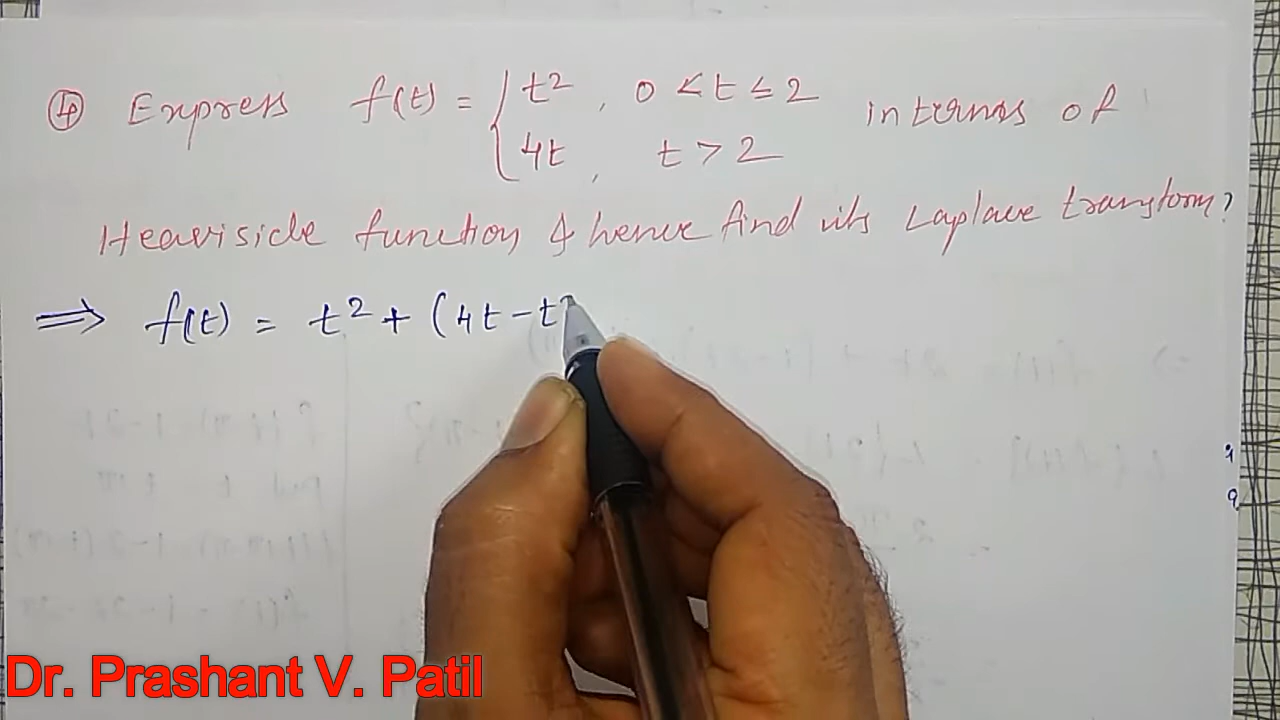 ④ Express f(t) = { t² , 0 < t ≤ 2 in terms of
4t , t > 2
Heaviside function & hence find its Laplace transform?
⇒ f(t) = t² + (4t - t²
Dr. Prashant V. Patil